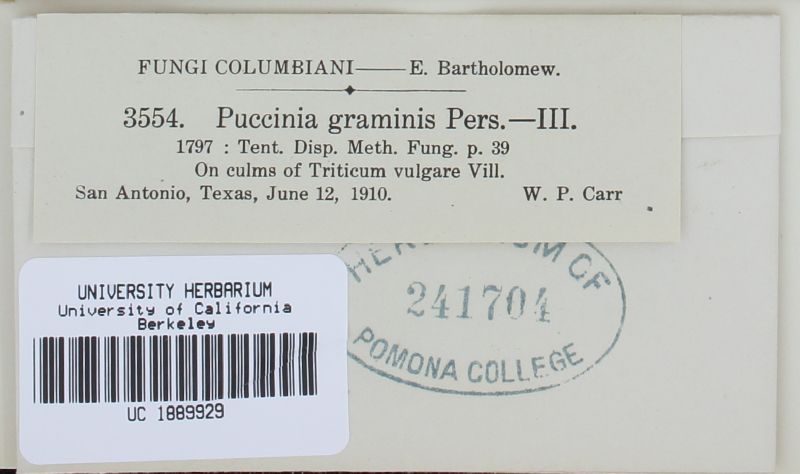 FUNGI COLUMBIANI——E. Bartholomew.
3554. Puccinia graminis Pers.—III.
1797 : Tent. Disp. Meth. Fung. p. 39
On culms of Triticum vulgare Vill.
San Antonio, Texas, June 12, 1910. W. P. Carr
OF
241704
POMONA COLLEGE
UNIVERSITY HERBARIUM
University of California
Berkeley
UC 1889929